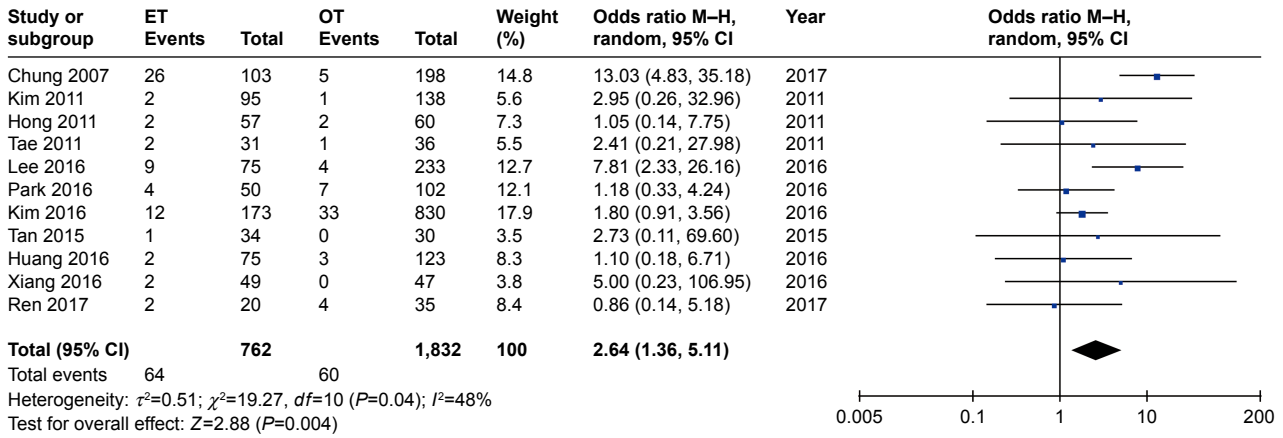 Study or subgroup ET Events Total OT Events Total Weight (%) Odds ratio M–H, random, 95% CI Year Odds ratio M–H, random, 95% CI
Chung 2007 26 103 5 198 14.8 13.03 (4.83, 35.18) 2017
Kim 2011 2 95 1 138 5.6 2.95 (0.26, 32.96) 2011
Hong 2011 2 57 2 60 7.3 1.05 (0.14, 7.75) 2011
Tae 2011 2 31 1 36 5.5 2.41 (0.21, 27.98) 2011
Lee 2016 9 75 4 233 12.7 7.81 (2.33, 26.16) 2016
Park 2016 4 50 7 102 12.1 1.18 (0.33, 4.24) 2016
Kim 2016 12 173 33 830 17.9 1.80 (0.91, 3.56) 2016
Tan 2015 1 34 0 30 3.5 2.73 (0.11, 69.60) 2015
Huang 2016 2 75 3 123 8.3 1.10 (0.18, 6.71) 2016
Xiang 2016 2 49 0 47 3.8 5.00 (0.23, 106.95) 2016
Ren 2017 2 20 4 35 8.4 0.86 (0.14, 5.18) 2017
Total (95% CI) 762 1,832 100 2.64 (1.36, 5.11)
Total events 64 60
Heterogeneity: τ²=0.51; χ²=19.27, df=10 (P=0.04); I²=48%
Test for overall effect: Z=2.88 (P=0.004)
0.005 0.1 1 10 200